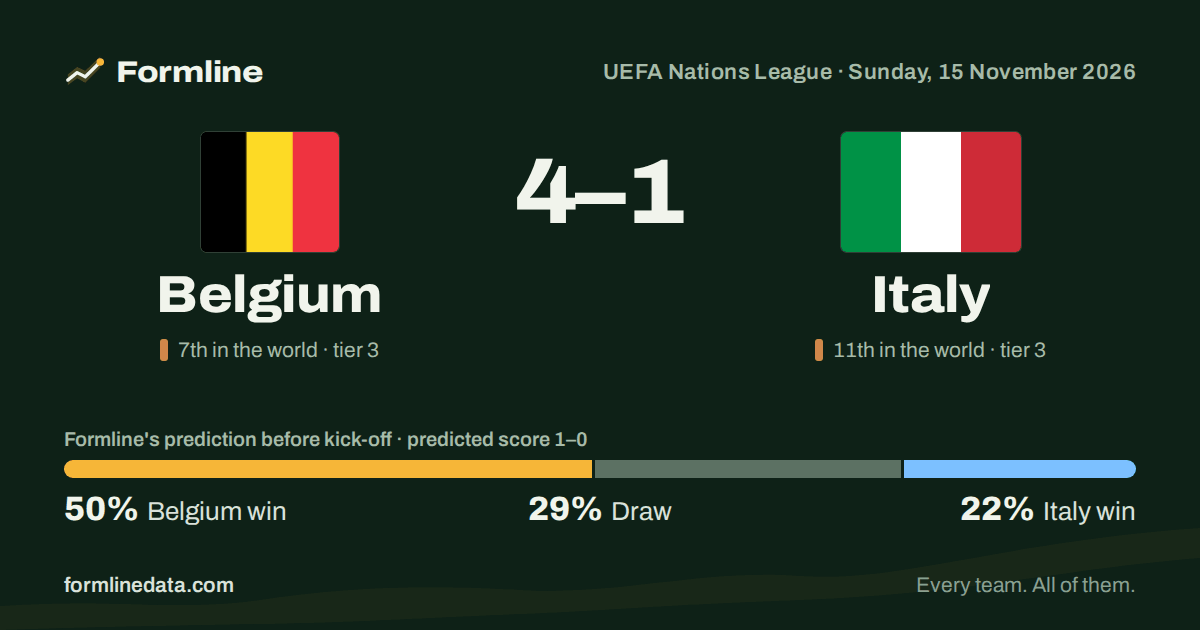 Formline
UEFA Nations League · Sunday, 15 November 2026
4–1
Belgium
Italy
7th in the world · tier 3
11th in the world · tier 3
Formline's prediction before kick-off · predicted score 1–0
50% Belgium win
29% Draw
22% Italy win
formlinedata.com
Every team. All of them.